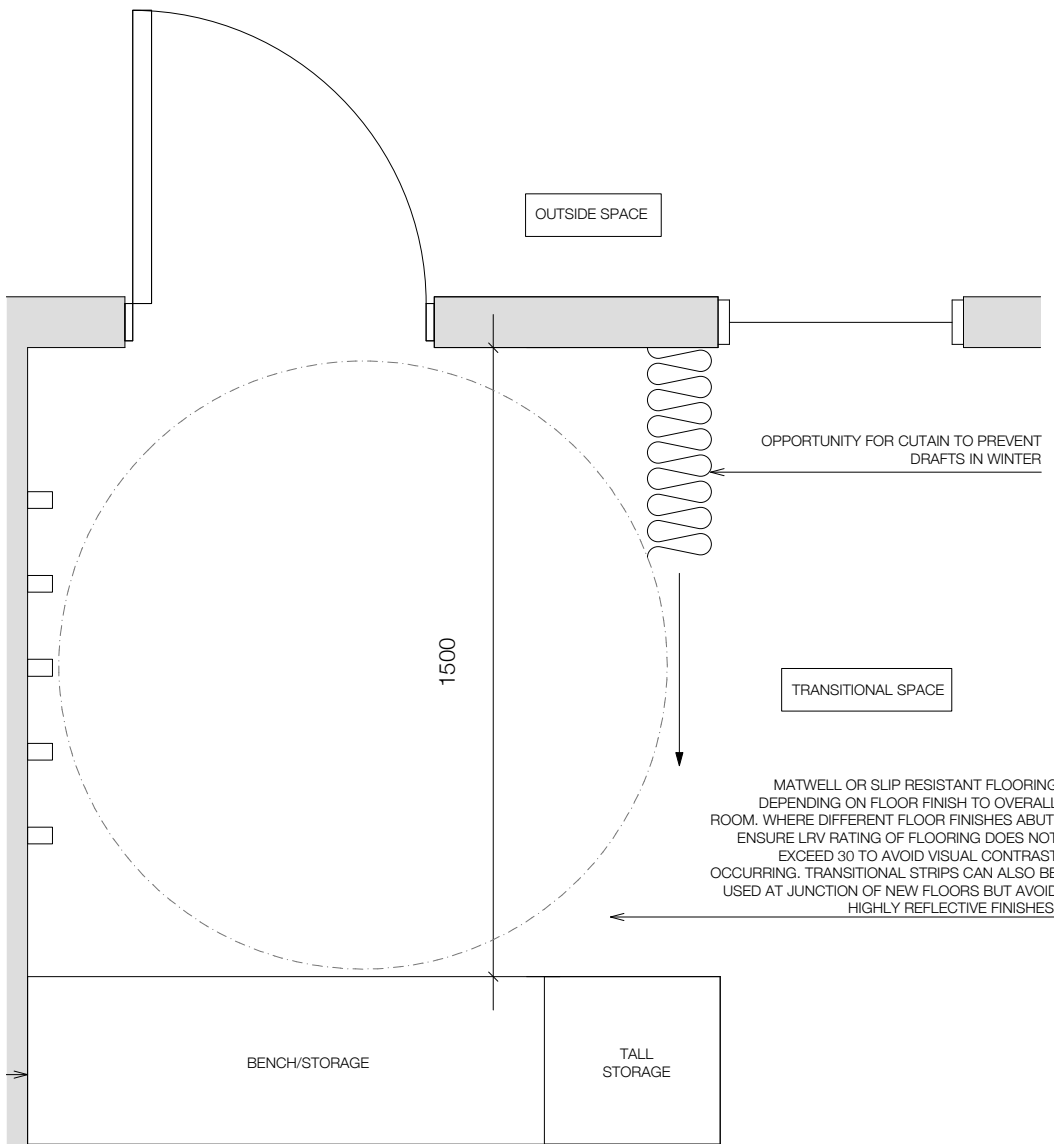 OUTSIDE SPACE
OPPORTUNITY FOR CUTAIN TO PREVENT
DRAFTS IN WINTER
1500
TRANSITIONAL SPACE
MATWELL OR SLIP RESISTANT FLOORING
DEPENDING ON FLOOR FINISH TO OVERALL
ROOM. WHERE DIFFERENT FLOOR FINISHES ABUT,
ENSURE LRV RATING OF FLOORING DOES NOT
EXCEED 30 TO AVOID VISUAL CONTRAST
OCCURRING. TRANSITIONAL STRIPS CAN ALSO BE
USED AT JUNCTION OF NEW FLOORS BUT AVOID
HIGHLY REFLECTIVE FINISHES.
BENCH/STORAGE
TALL
STORAGE